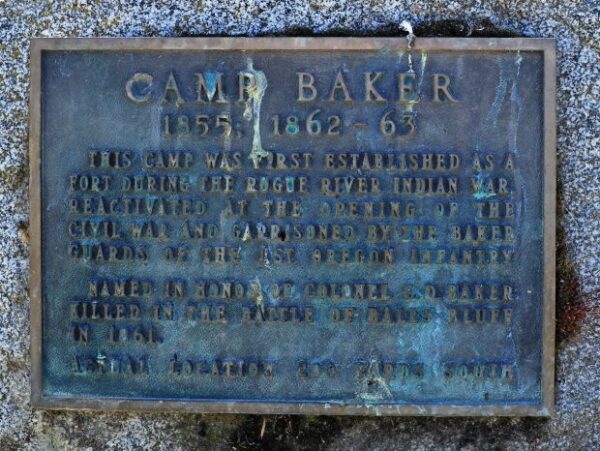 CAMP BAKER
1855; 1862-63
THIS CAMP WAS FIRST ESTABLISHED AS A
FORT DURING THE ROGUE RIVER INDIAN WAR,
REACTIVATED AT THE OPENING OF THE
CIVIL WAR AND GARRISONED BY THE BAKER
GUARDS OF THE 1ST OREGON INFANTRY
NAMED IN HONOR OF COLONEL E.D. BAKER
KILLED IN THE BATTLE OF BALLS BLUFF
IN 1861.
ACTUAL LOCATION YARDS SOUTH